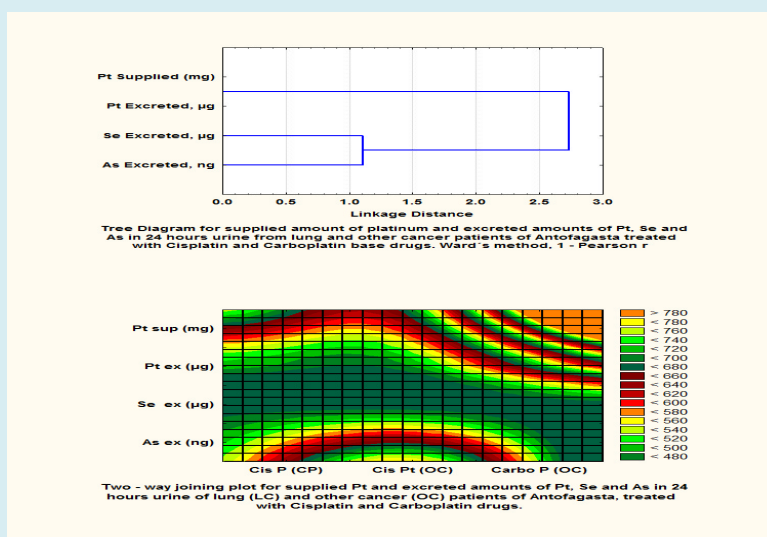 Pt Supplied (mg)
Pt Excreted, µg
Se Excreted, µg
As Excreted, ng
0.0 0.5 1.0 1.5 2.0 2.5 3.0
Linkage Distance
Tree Diagram for supplied amount of platinum and excreted amounts of Pt, Se and
As in 24 hours urine from lung and other cancer patients of Antofagasta treated
with Cisplatin and Carboplatin base drugs. Ward´s method, 1 - Pearson r
Pt sup (mg)
Pt ex (µg)
Se ex (µg)
As ex (ng)
Cis P (CP) Cis Pt (OC) Carbo P (OC)
> 780
< 780
< 760
< 740
< 720
< 700
< 680
< 660
< 640
< 620
< 600
< 580
< 560
< 540
< 520
< 500
< 480
Two - way joining plot for supplied Pt and excreted amounts of Pt, Se and As in 24
hours urine of lung (LC) and other cancer (OC) patients of Antofagasta, treated
with Cisplatin and Carboplatin drugs.